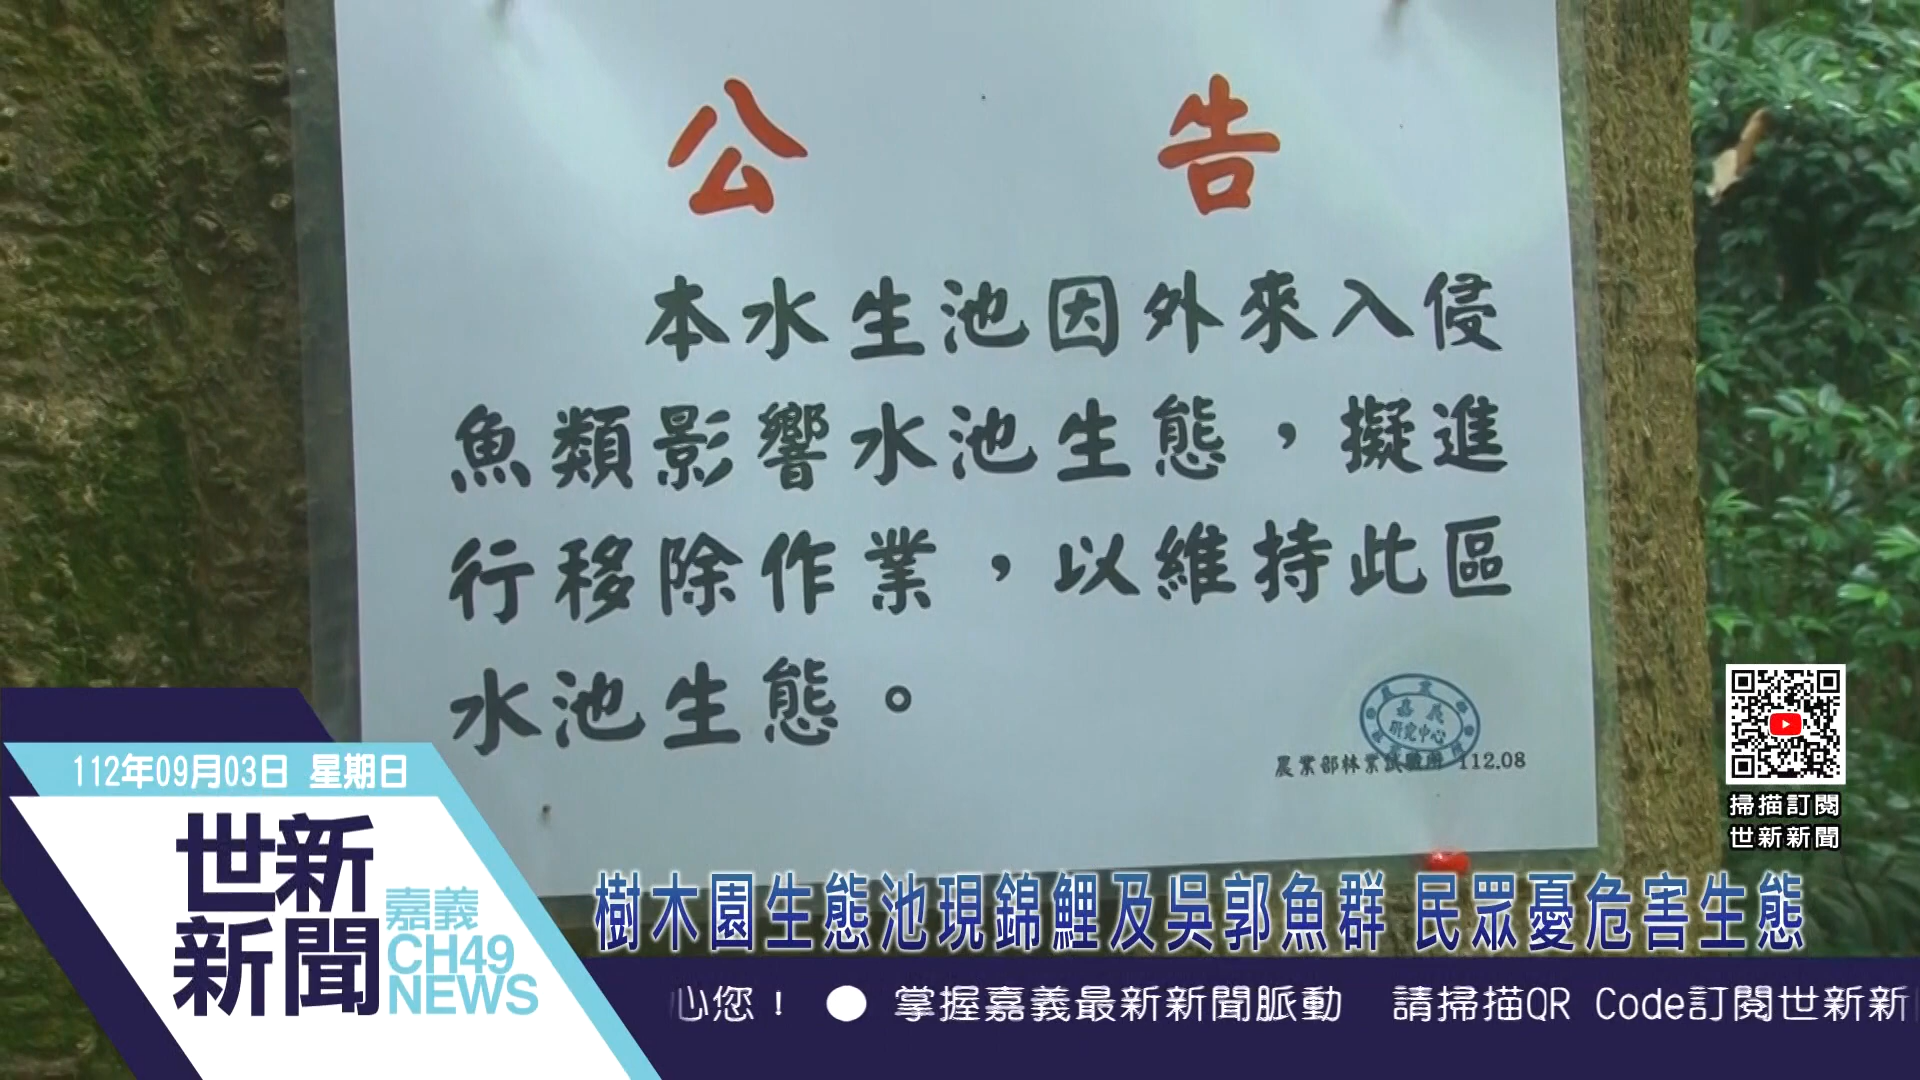 公告
本水生池因外來入侵
魚類影響水池生態，擬進
行移除作業，以維持此區
水池生態。
嘉義
研究中心
農業部林業試驗所 112.08
112年09月03日 星期日
世新
新聞
嘉義
CH49
NEWS
掃描訂閱
世新新聞
樹木園生態池現錦鯉及吳郭魚群 民眾憂危害生態
心您！ ● 掌握嘉義最新新聞脈動 請掃描QR Code訂閱世新新